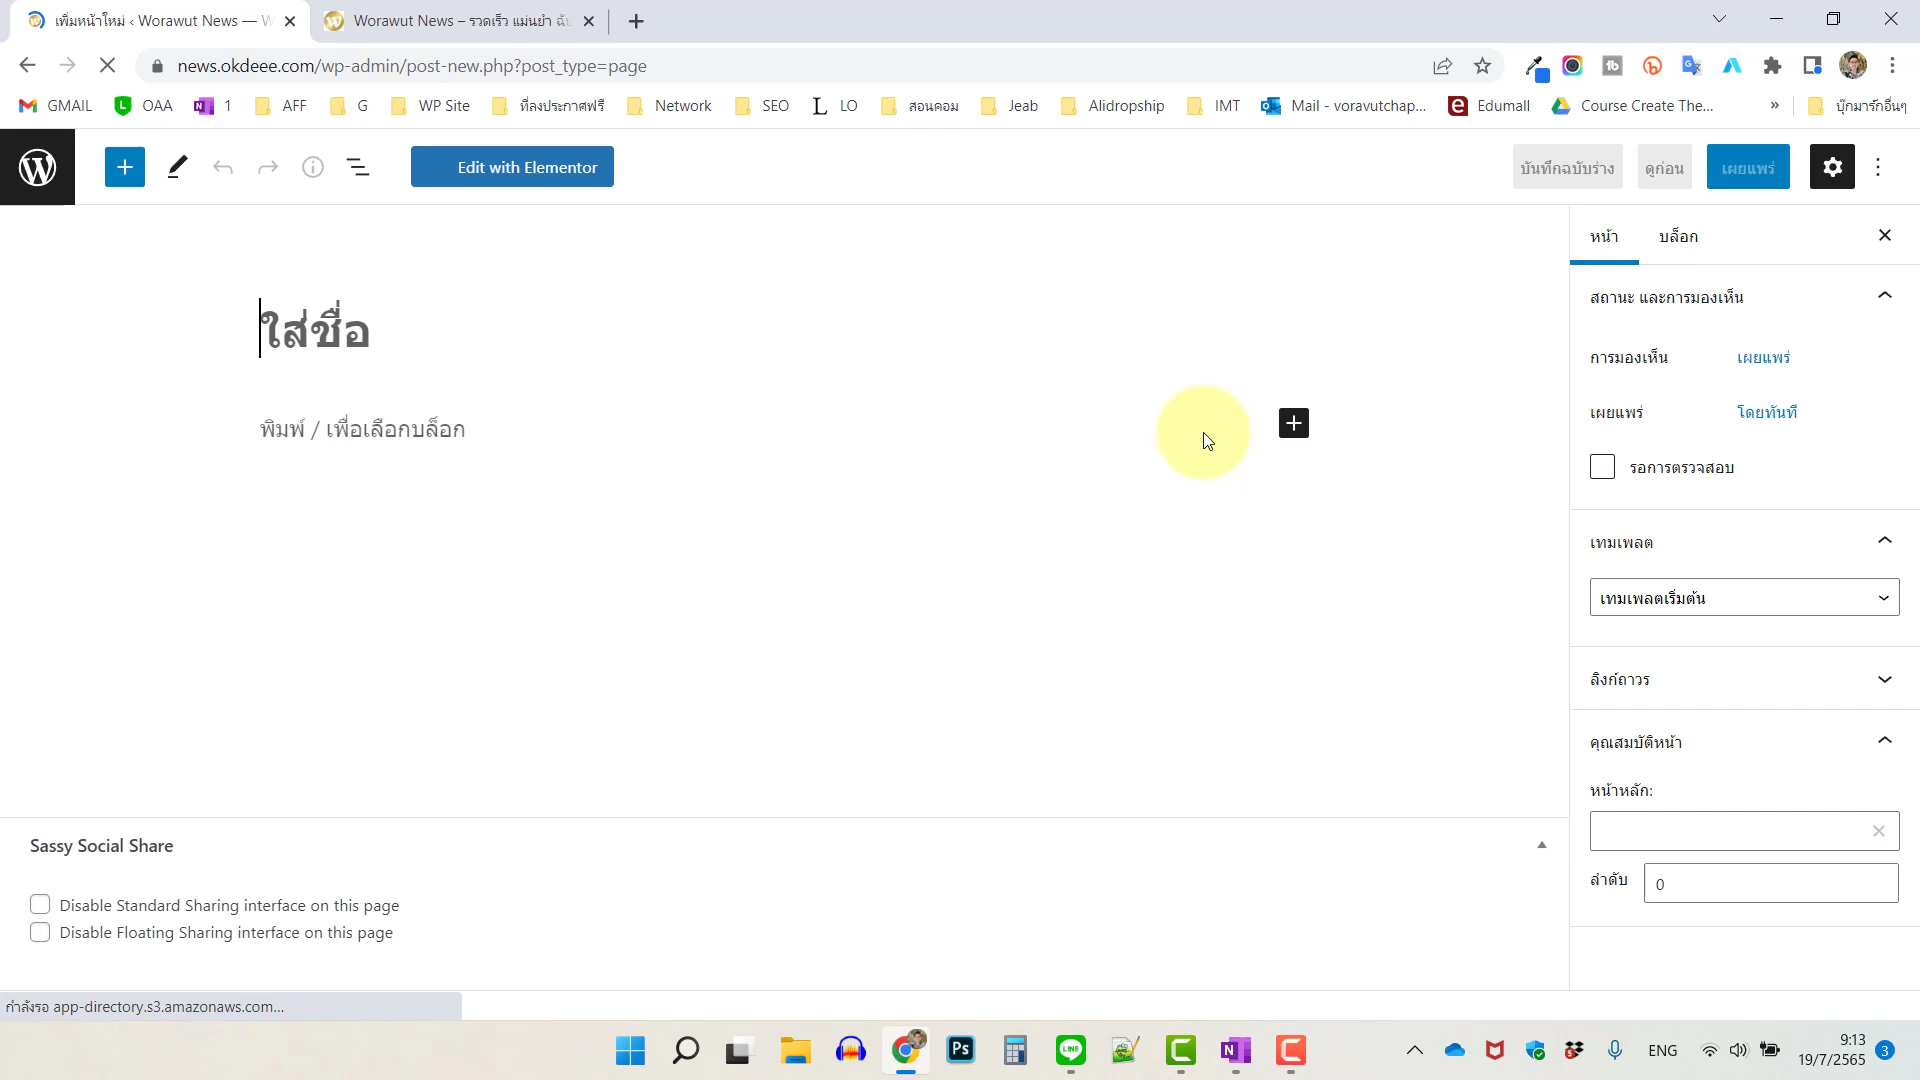 เพิ่มหน้าใหม่ ‹ Worawut News — W
Worawut News – รวดเร็ว แม่นยำ ฉับ
news.okdeee.com/wp-admin/post-new.php?post_type=page
GMAIL
OAA
1
AFF
G
WP Site
ที่ลงประกาศฟรี
Network
SEO
LO
สอนคอม
Jeab
Alidropship
IMT
Mail - voravutchap...
Edumall
Course Create The...
»
บุ๊กมาร์กอื่นๆ
Edit with Elementor
บันทึกฉบับร่าง
ดูก่อน
เผยแพร่
หน้า
บล็อก
ใส่ชื่อ
พิมพ์ / เพื่อเลือกบล็อก
สถานะ และการมองเห็น
การมองเห็น
เผยแพร่
เผยแพร่
โดยทันที
รอการตรวจสอบ
เทมเพลต
เทมเพลตเริ่มต้น
ลิงก์ถาวร
คุณสมบัติหน้า
หน้าหลัก:
ลำดับ
0
Sassy Social Share
Disable Standard Sharing interface on this page
Disable Floating Sharing interface on this page
กำลังรอ app-directory.s3.amazonaws.com...
ENG
9:13
19/7/2565
3